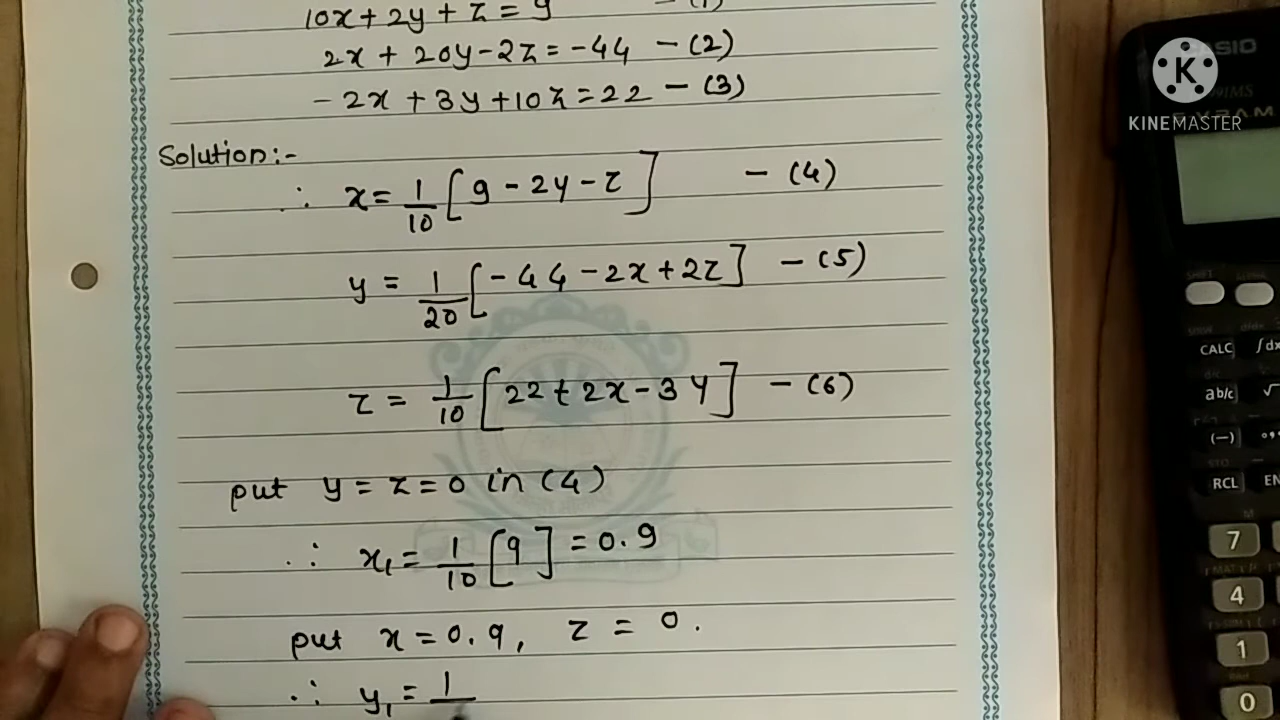 10x + 2y + z = 9 - (1)
2x + 20y - 2z = -44 - (2)
-2x + 3y + 10z = 22 - (3)
Solution:-
∴ x = 1/10 [9 - 2y - z] - (4)
y = 1/20 [-44 - 2x + 2z] - (5)
z = 1/10 [22 + 2x - 3y] - (6)
put y = z = 0 in (4)
∴ x₁ = 1/10 [9] = 0.9
put x = 0.9, z = 0.
∴ y₁ = 1
K
KINEMASTER
CASIO
CALC ∫dx
ab/c √
(-)
RCL
7
4
1
0